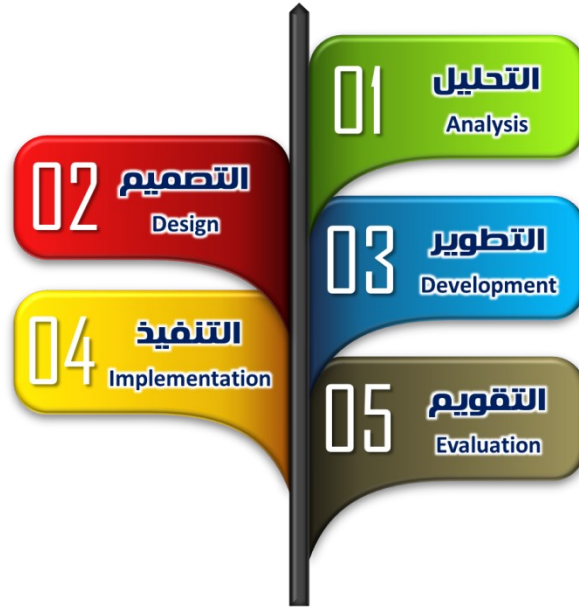 01
التحليل
Analysis
02
التصميم
Design
03
التطوير
Development
04
التنفيذ
Implementation
05
التقويم
Evaluation